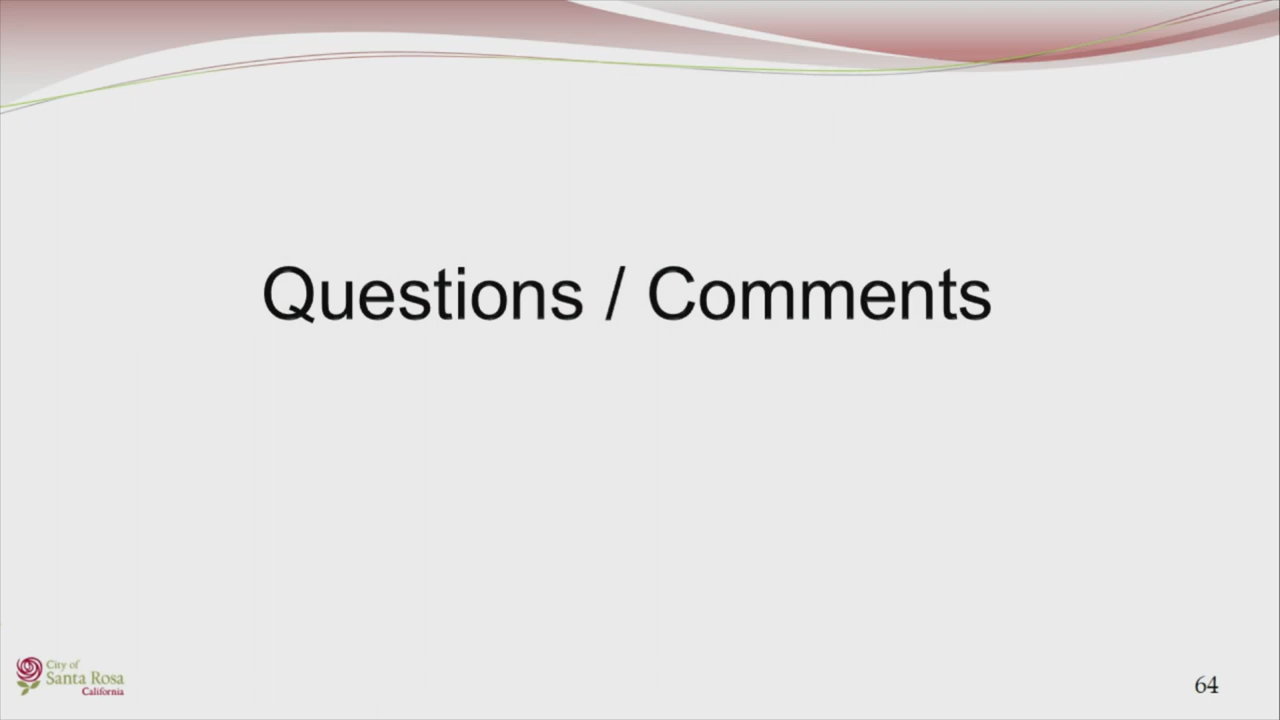 Questions / Comments
City of
Santa Rosa
California
64